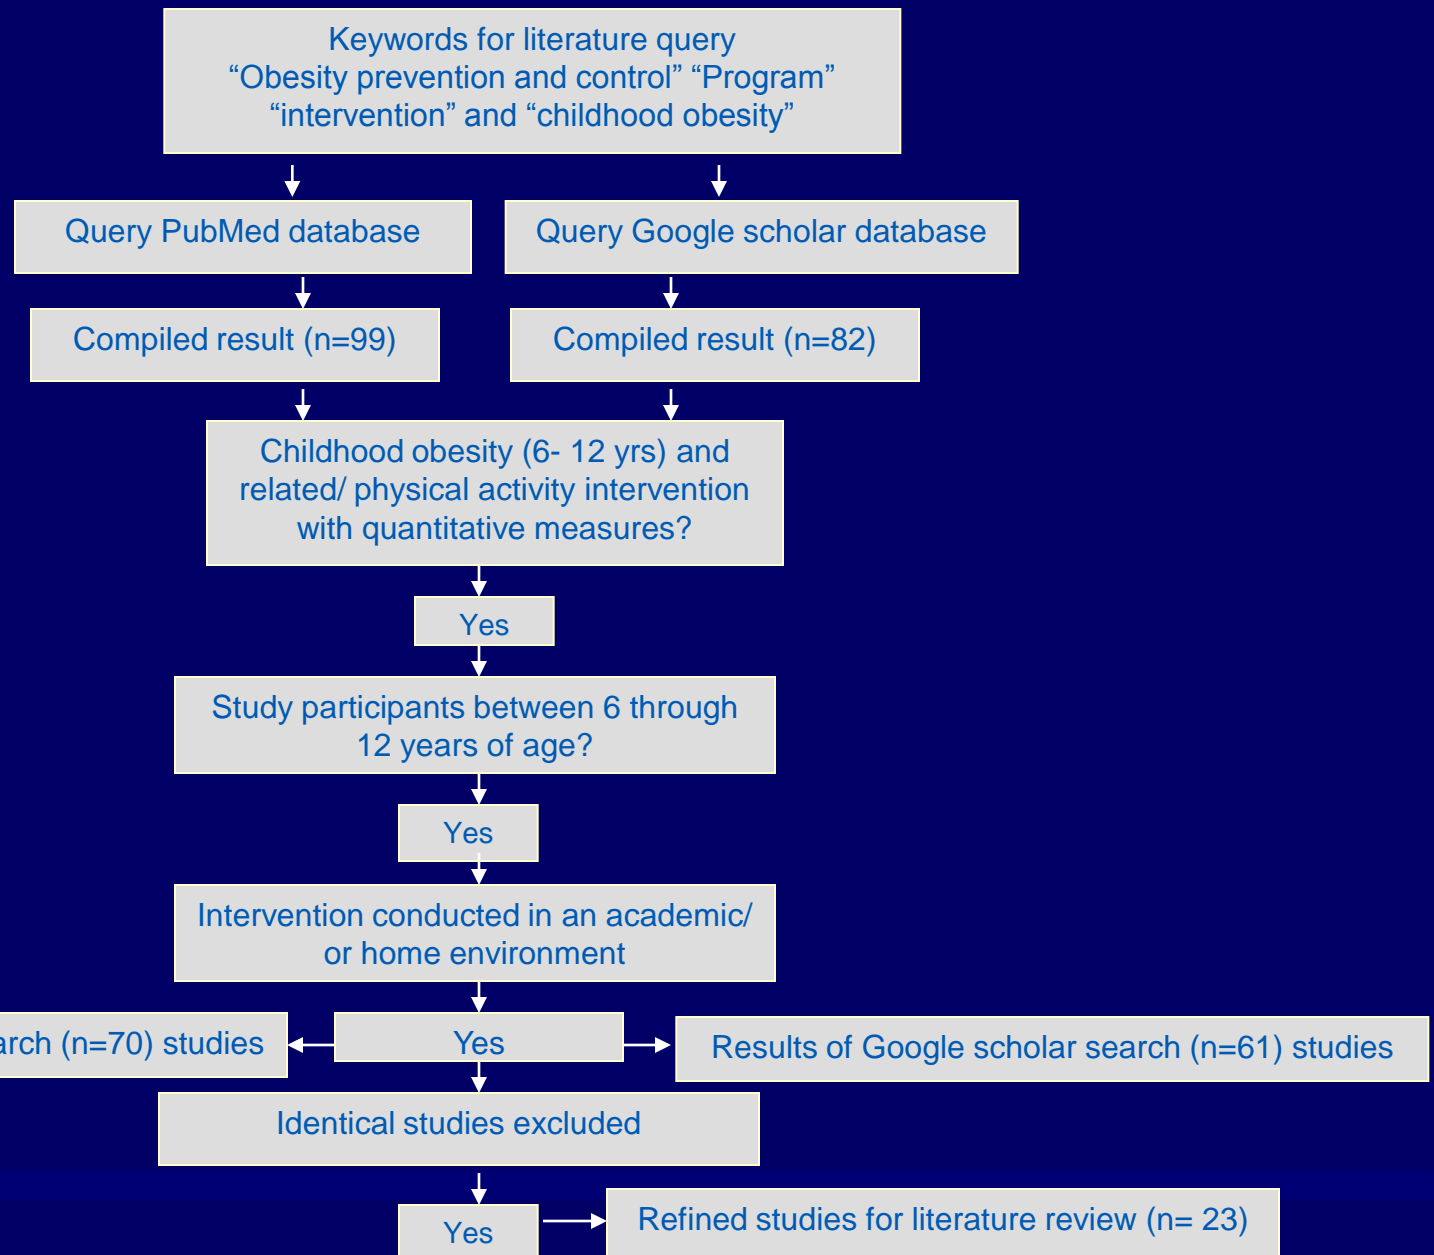 Keywords for literature query
“Obesity prevention and control” “Program”
“intervention” and “childhood obesity”
Query PubMed database
Query Google scholar database
Compiled result (n=99)
Compiled result (n=82)
Childhood obesity (6- 12 yrs) and
related/ physical activity intervention
with quantitative measures?
Yes
Study participants between 6 through
12 years of age?
Yes
Intervention conducted in an academic/
or home environment
(n=70) studies
Yes
Results of Google scholar search (n=61) studies
Identical studies excluded
Yes
Refined studies for literature review (n= 23)